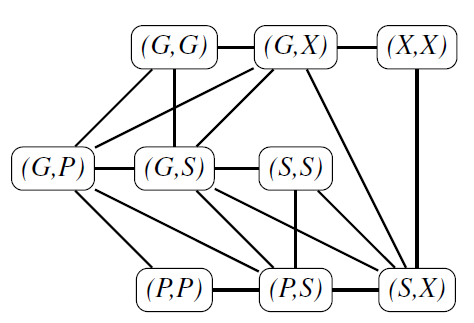 (G,G) (G,X) (X,X)
(G,P) (G,S) (S,S)
(P,P) (P,S) (S,X)